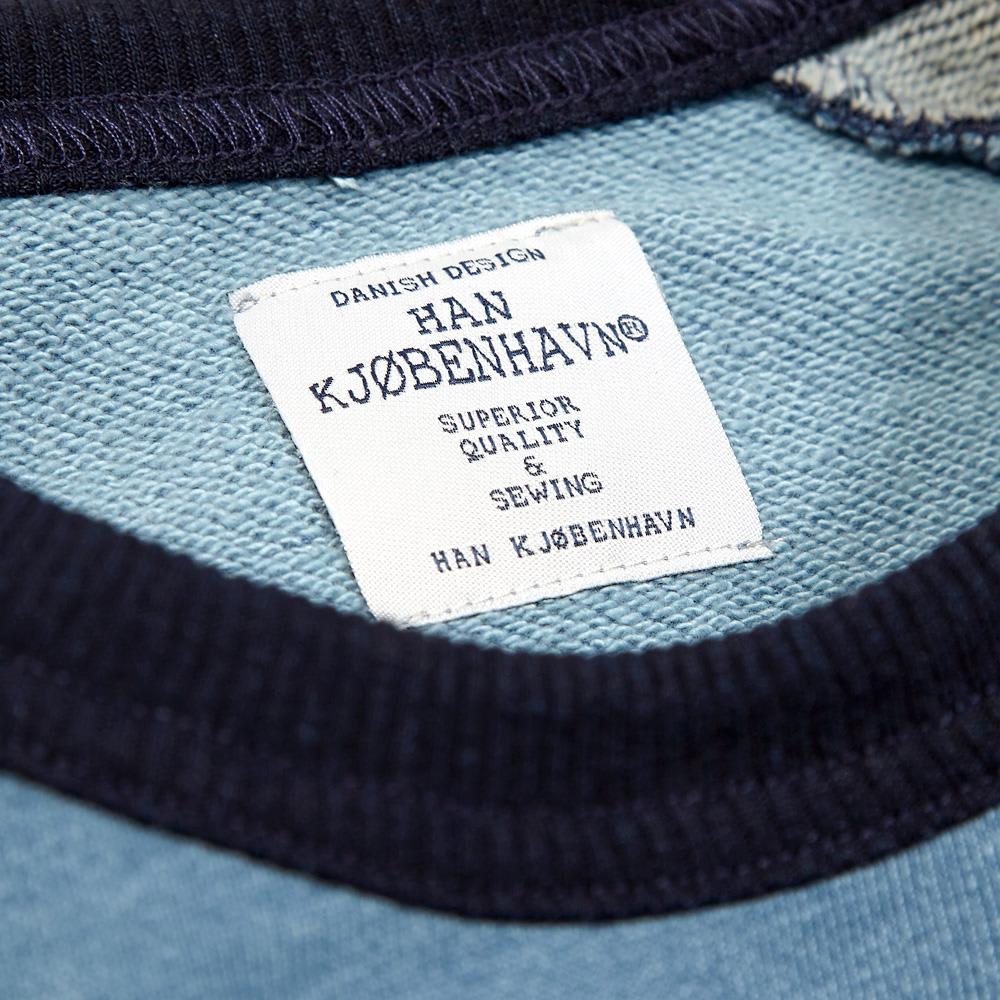 DANISH DESIGN
HAN
KJØBENHAVN®
SUPERIOR
QUALITY
&
SEWING
HAN KJØBENHAVN